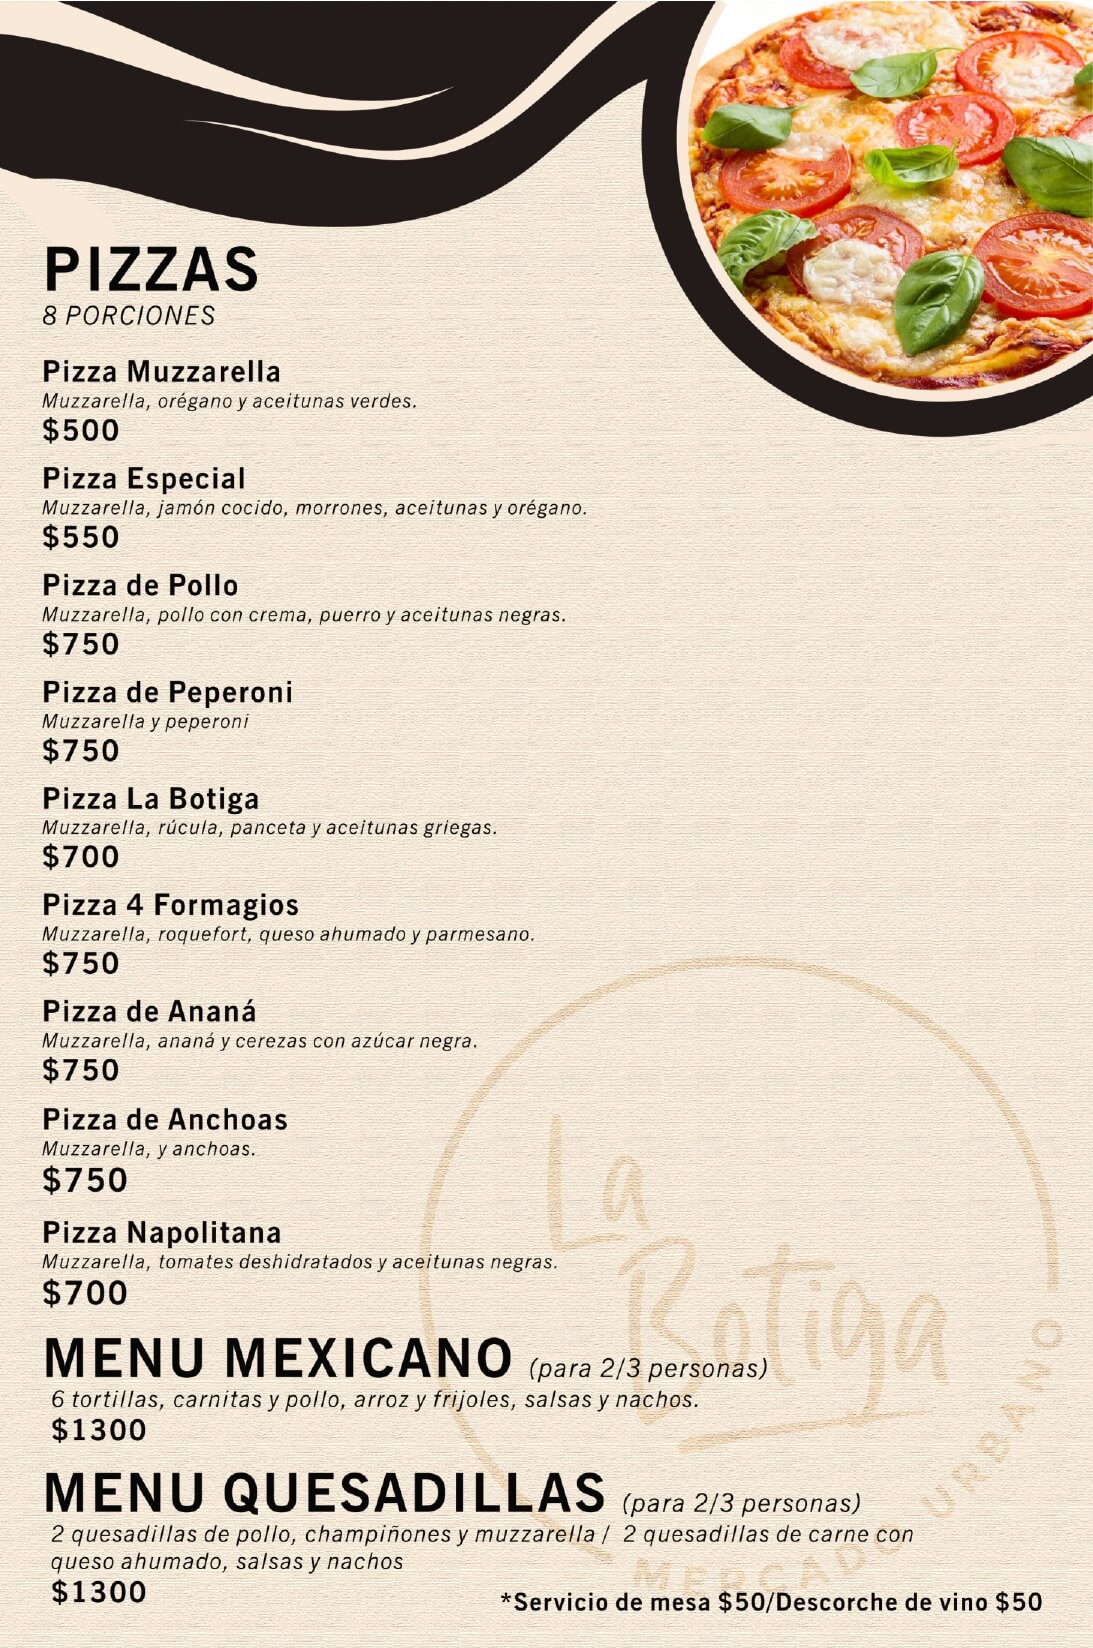 PIZZAS
8 PORCIONES
Pizza Muzzarella
Muzzarella, orégano y aceitunas verdes.
$500
Pizza Especial
Muzzarella, jamón cocido, morrones, aceitunas y orégano.
$550
Pizza de Pollo
Muzzarella, pollo con crema, puerro y aceitunas negras.
$750
Pizza de Peperoni
Muzzarella y peperoni
$750
Pizza La Botiga
Muzzarella, rúcula, panceta y aceitunas griegas.
$700
Pizza 4 Formagios
Muzzarella, roquefort, queso ahumado y parmesano.
$750
Pizza de Ananá
Muzzarella, ananá y cerezas con azúcar negra.
$750
Pizza de Anchoas
Muzzarella, y anchoas.
$750
Pizza Napolitana
Muzzarella, tomates deshidratados y aceitunas negras.
$700
MENU MEXICANO (para 2/3 personas)
6 tortillas, carnitas y pollo, arroz y frijoles, salsas y nachos.
$1300
MENU QUESADILLAS (para 2/3 personas)
2 quesadillas de pollo, champiñones y muzzarella / 2 quesadillas de carne con
queso ahumado, salsas y nachos
$1300
*Servicio de mesa $50/Descorche de vino $50
La
Botiga
MERCADO URBANO